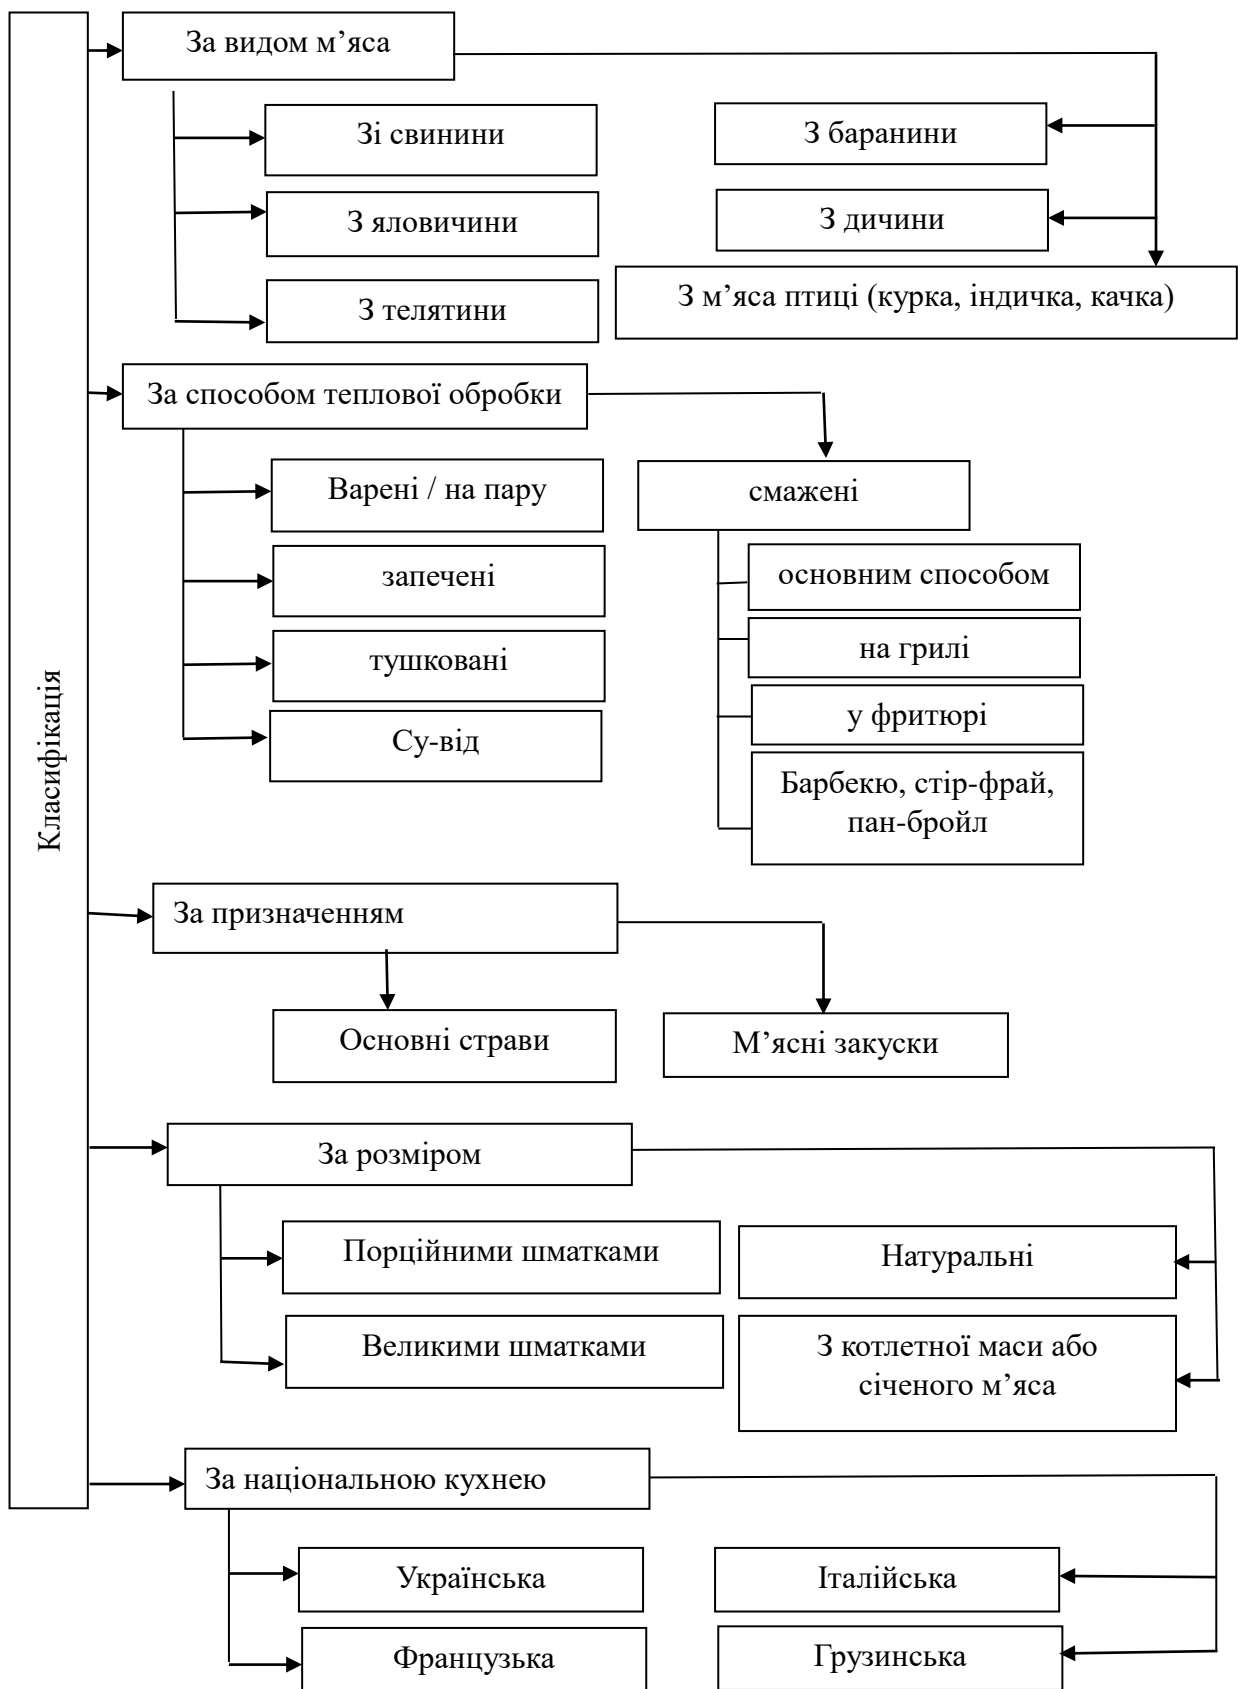 Класифікація
За видом м’яса
Зі свинини
З баранини
З яловичини
З дичини
З телятини
З м’яса птиці (курка, індичка, качка)
За способом теплової обробки
Варені / на пару
смажені
запечені
основним способом
тушковані
на грилі
у фритюрі
Су-від
Барбекю, стір-фрай,
пан-бройл
За призначенням
Основні страви
М’ясні закуски
За розміром
Порційними шматками
Натуральні
Великими шматками
З котлетної маси або
січеного м’яса
За національною кухнею
Українська
Італійська
Французька
Грузинська